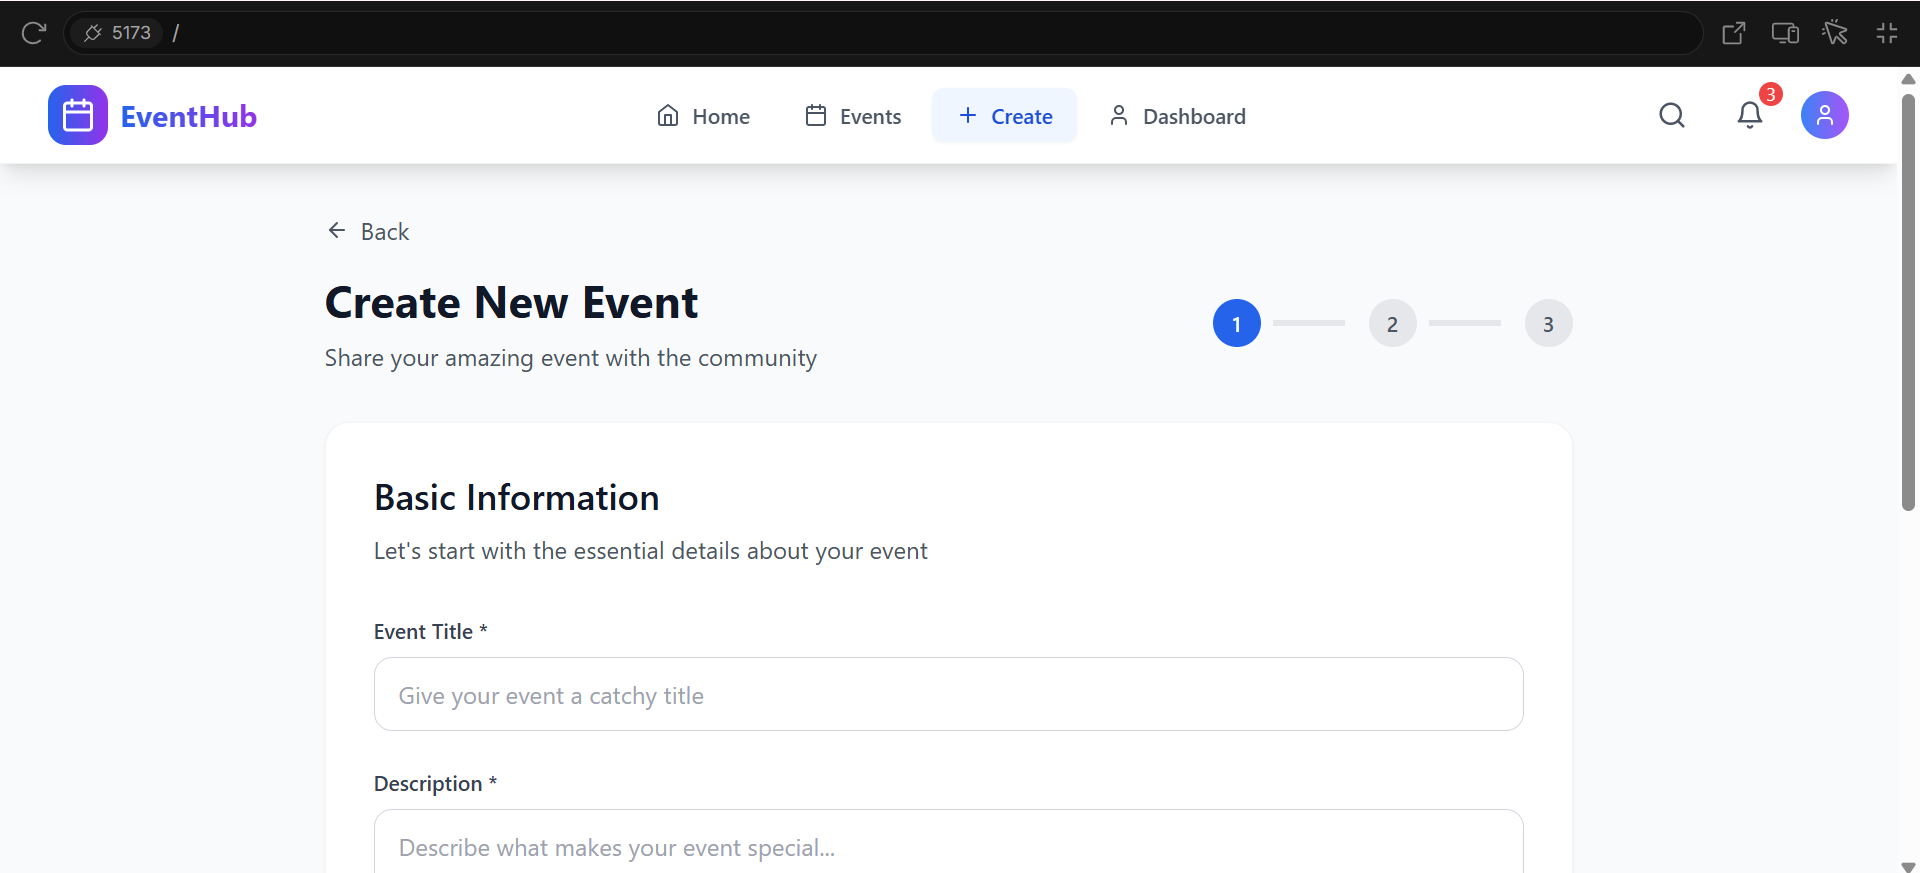 5173 /
EventHub
Home
Events
Create
Dashboard
3
Back
Create New Event
Share your amazing event with the community
1
2
3
Basic Information
Let's start with the essential details about your event
Event Title *
Give your event a catchy title
Description *
Describe what makes your event special...